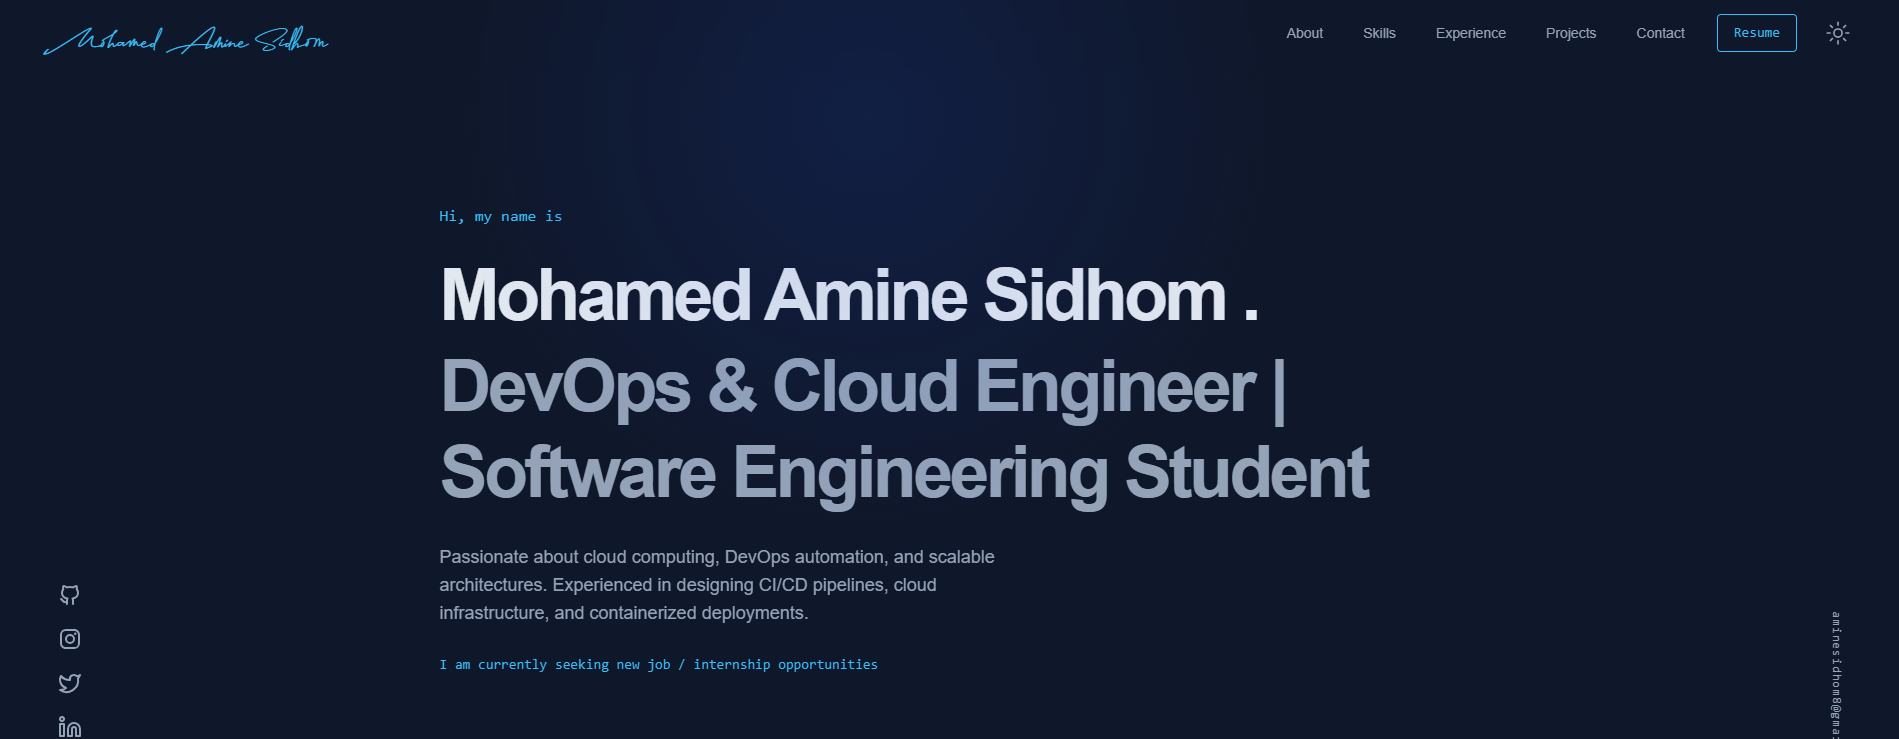 Mohamed Amine Sidhom
About Skills Experience Projects Contact Resume
Hi, my name is
Mohamed Amine Sidhom .
DevOps & Cloud Engineer |
Software Engineering Student
Passionate about cloud computing, DevOps automation, and scalable
architectures. Experienced in designing CI/CD pipelines, cloud
infrastructure, and containerized deployments.
I am currently seeking new job / internship opportunities
aminesidhom8@gma